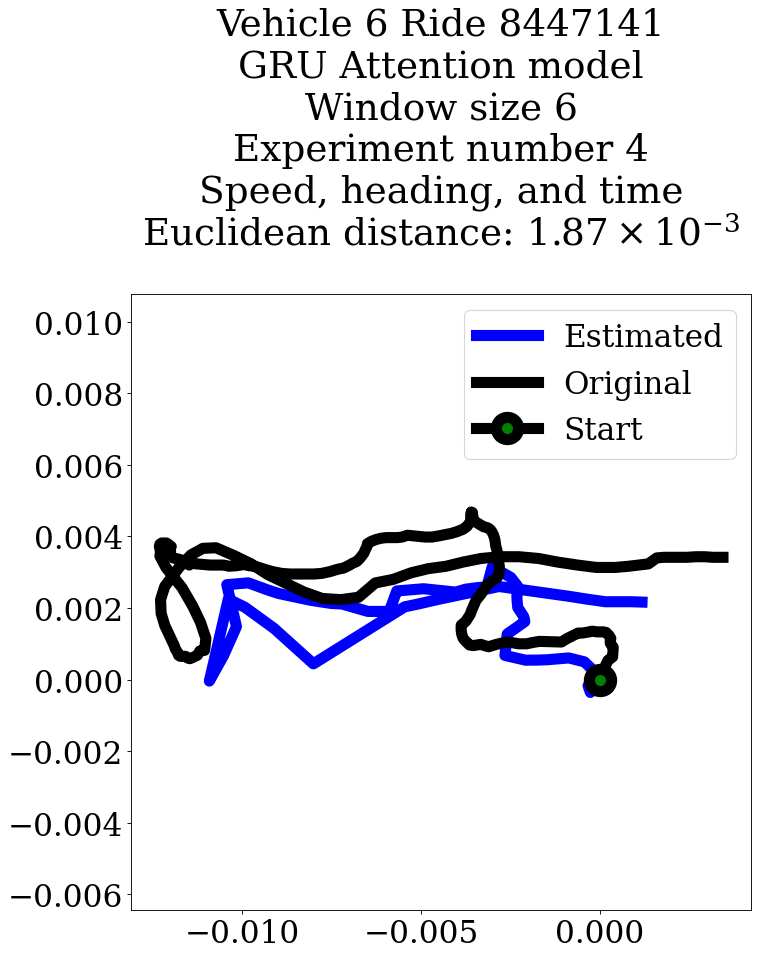 Vehicle 6 Ride 8447141
GRU Attention model
Window size 6
Experiment number 4
Speed, heading, and time
Euclidean distance: 1.87 × 10⁻³
Estimated
Original
Start
0.010
0.008
0.006
0.004
0.002
0.000
−0.002
−0.004
−0.006
−0.010
−0.005
0.000